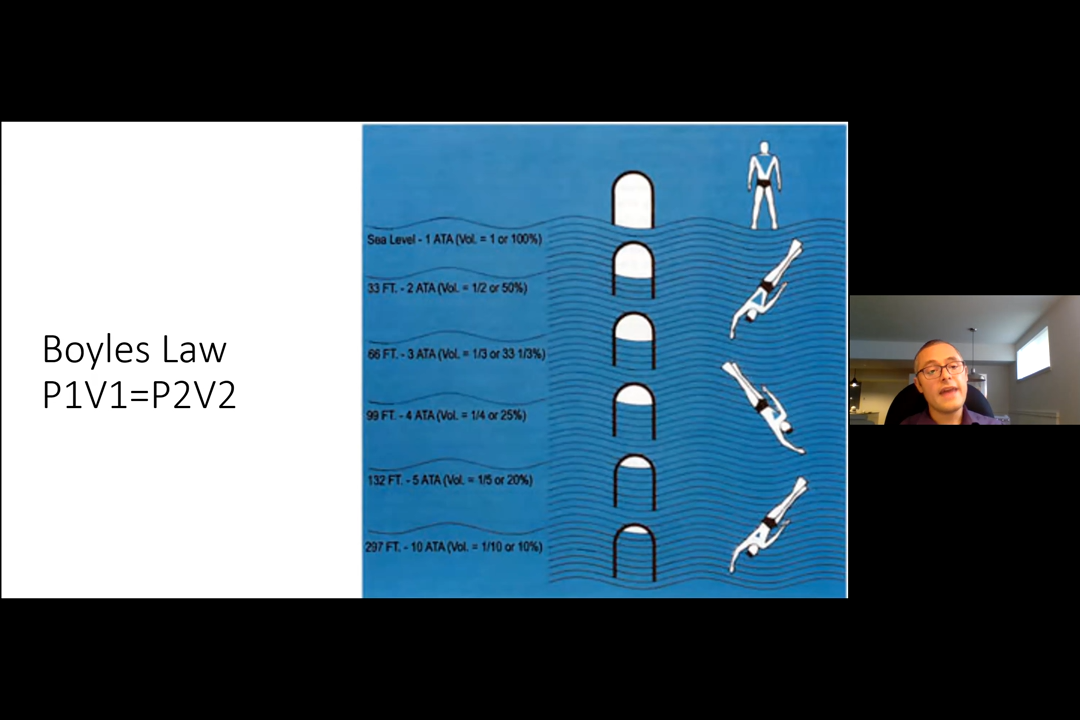 Boyles Law
P1V1=P2V2
Sea Level - 1 ATA (Vol. = 1 or 100%)
33 FT. - 2 ATA (Vol. = 1/2 or 50%)
66 FT. - 3 ATA (Vol. = 1/3 or 33 1/3%)
99 FT. - 4 ATA (Vol. = 1/4 or 25%)
132 FT. - 5 ATA (Vol. = 1/5 or 20%)
297 FT. - 10 ATA (Vol. = 1/10 or 10%)